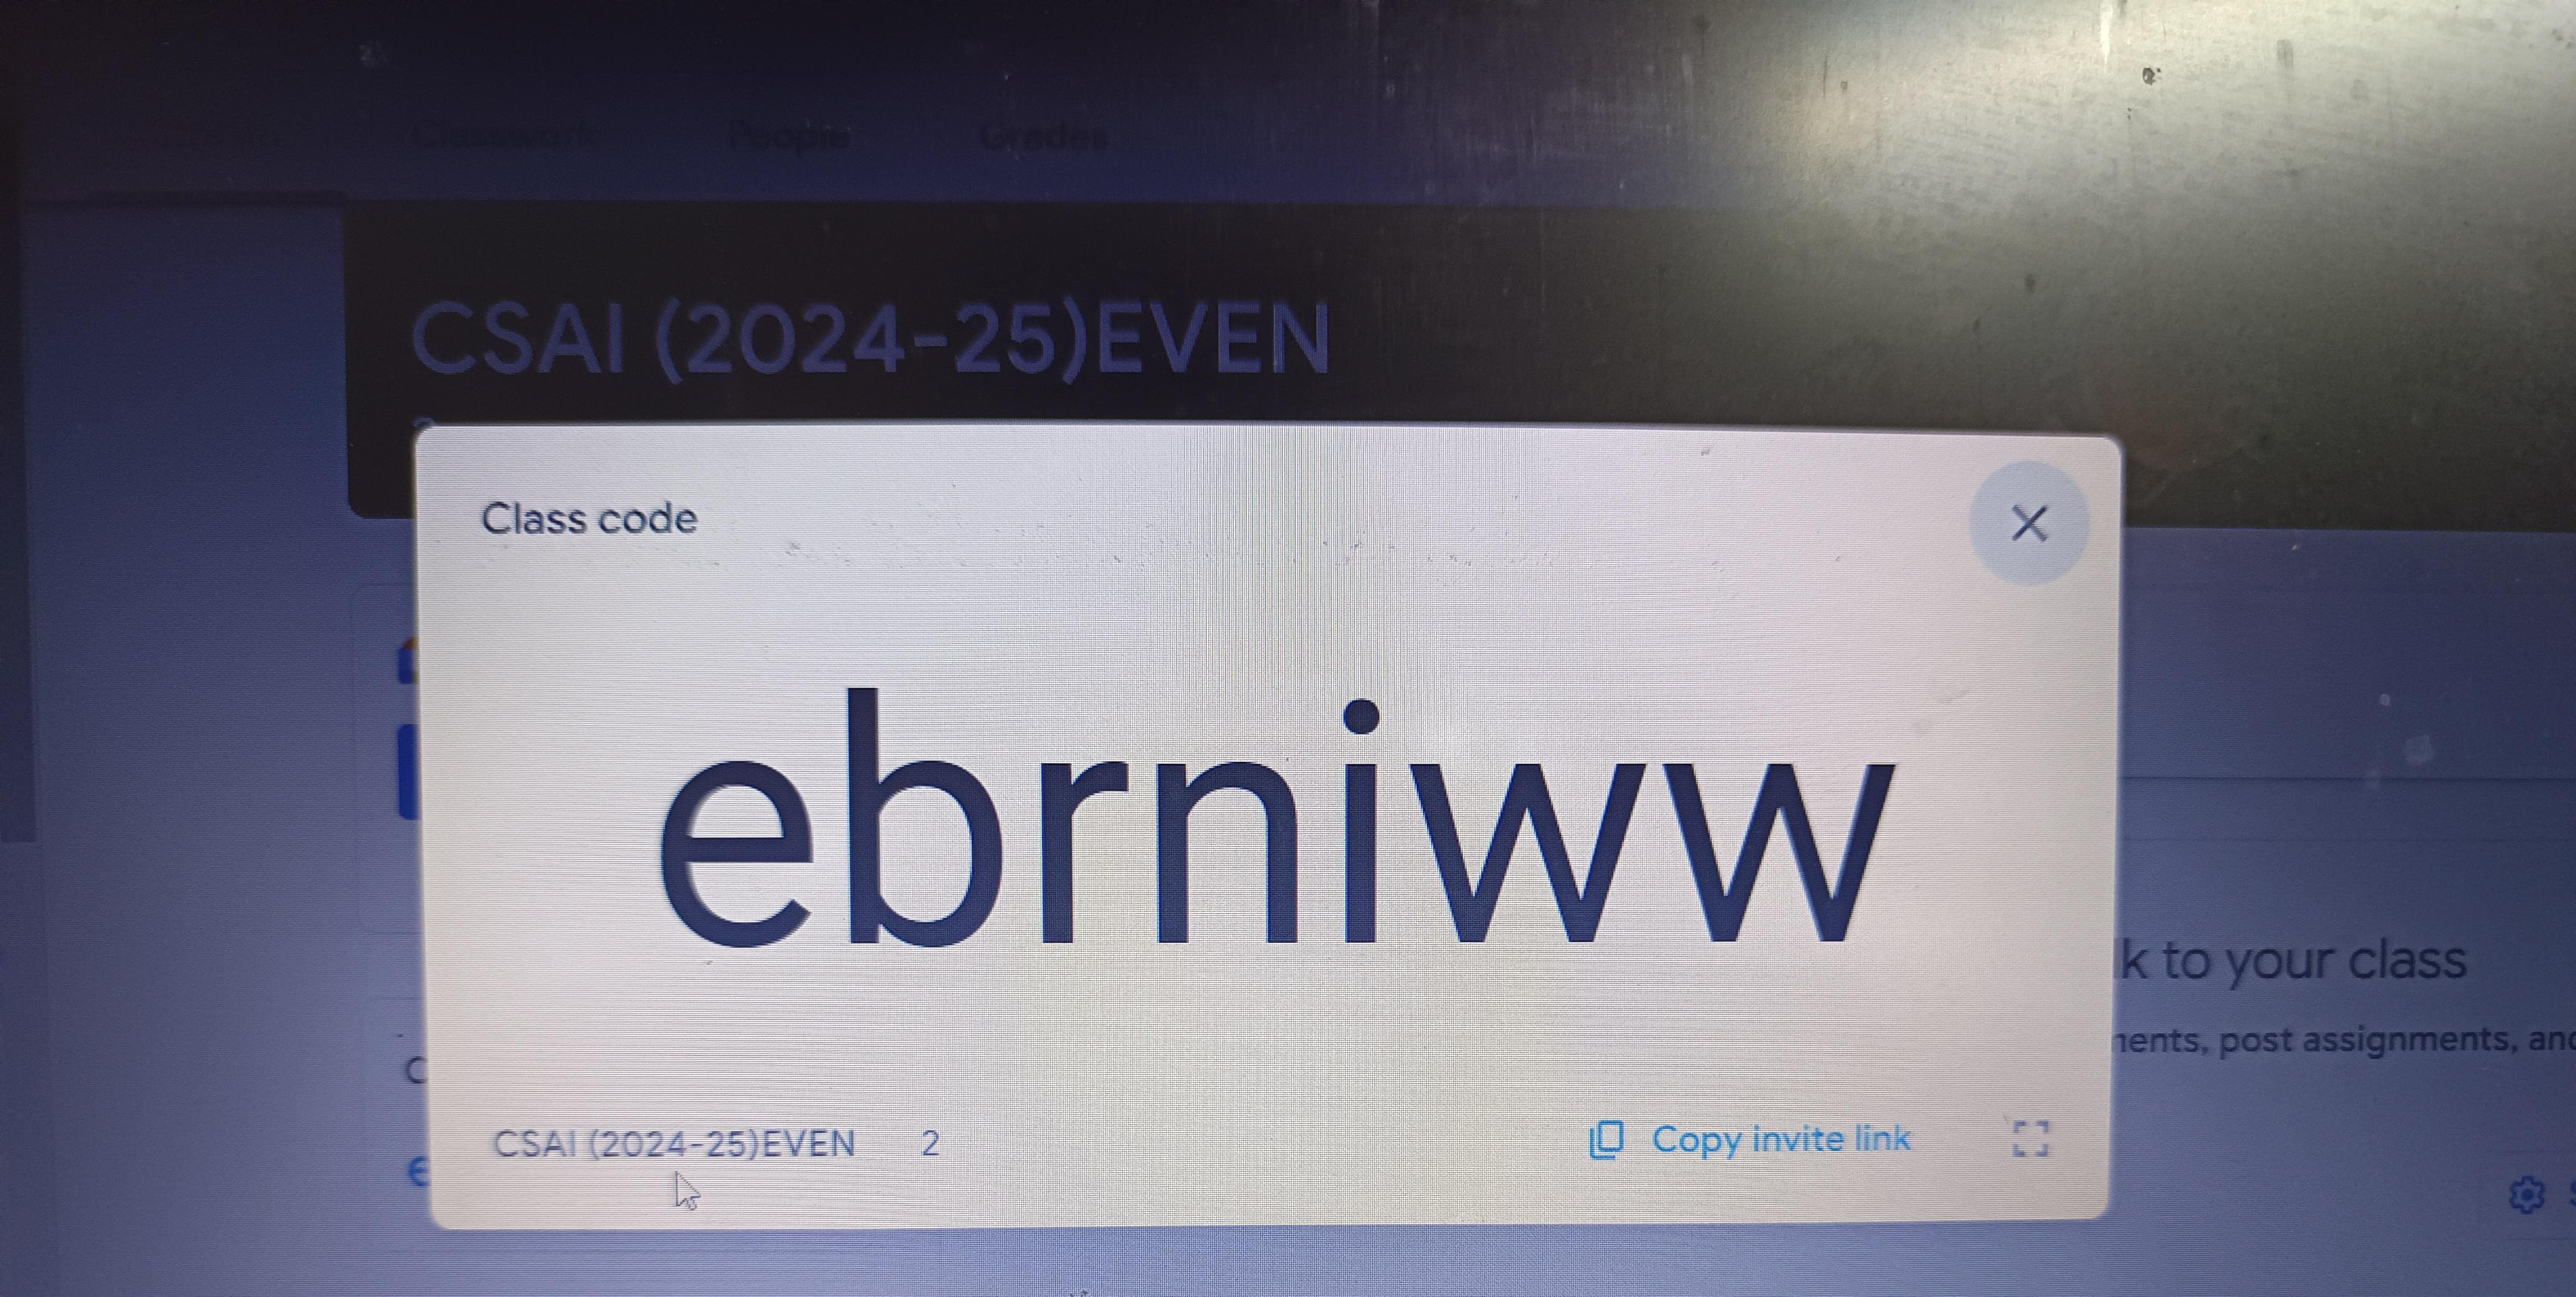 Classwork People Grades
CSAI (2024-25)EVEN
Class code
ebrniww
k to your class
nents, post assignments, and
CSAI (2024-25)EVEN 2
Copy invite link